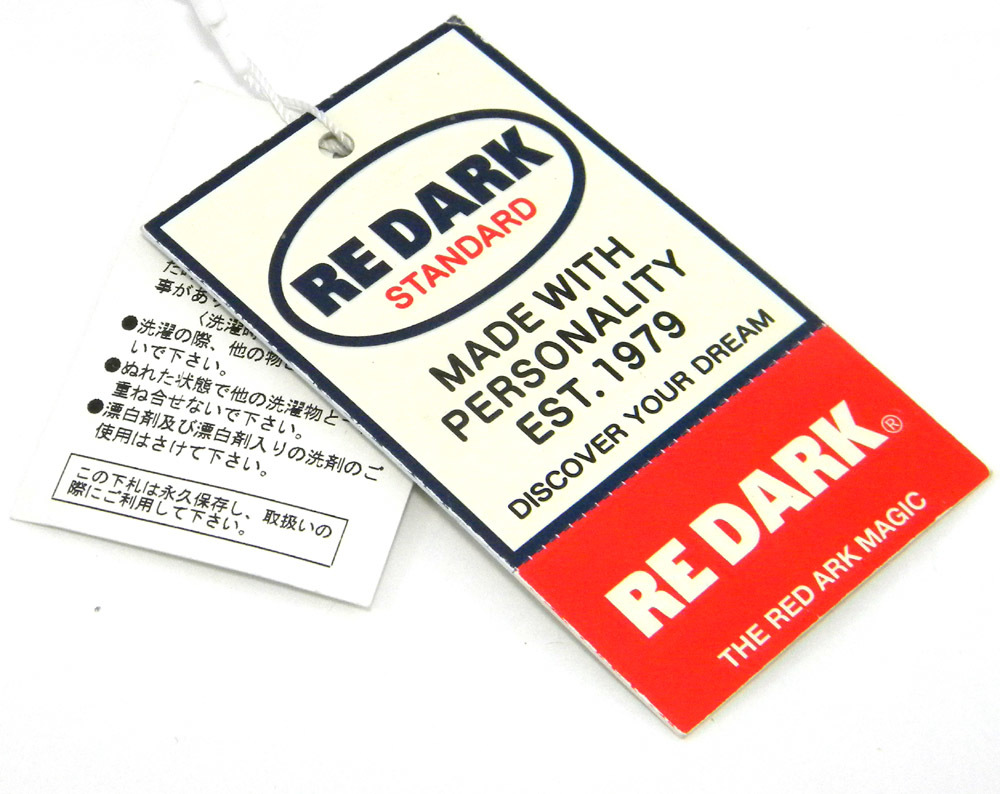 RE DARK
STANDARD
MADE WITH
PERSONALITY
EST. 1979
DISCOVER YOUR DREAM
RE DARK®
THE RED ARK MAGIC
事があ
〈洗濯
●洗濯の際、他の物
いで下さい。
●ぬれた状態で他の洗濯物と
重ね合せないで下さい。
●漂白剤及び漂白剤入りの洗剤のご
使用はさけて下さい。
この下札は永久保存し、取扱いの
際にご利用して下さい。